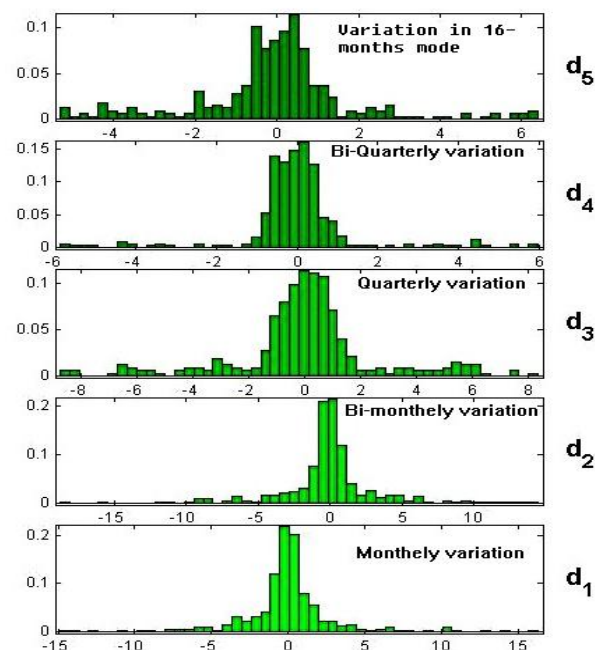 0.1
Variation in 16-
months mode
0.05
0
-4 -2 0 2 4 6
d5
0.15
Bi-Quarterly variation
0.1
0.05
0
-6 -4 -2 0 2 4 6
d4
0.1
Quarterly variation
0.05
0
-8 -6 -4 -2 0 2 4 6 8
d3
0.2
Bi-monthely variation
0.1
0
-15 -10 -5 0 5 10
d2
0.2
Monthely variation
0.1
0
-15 -10 -5 0 5 10 15
d1